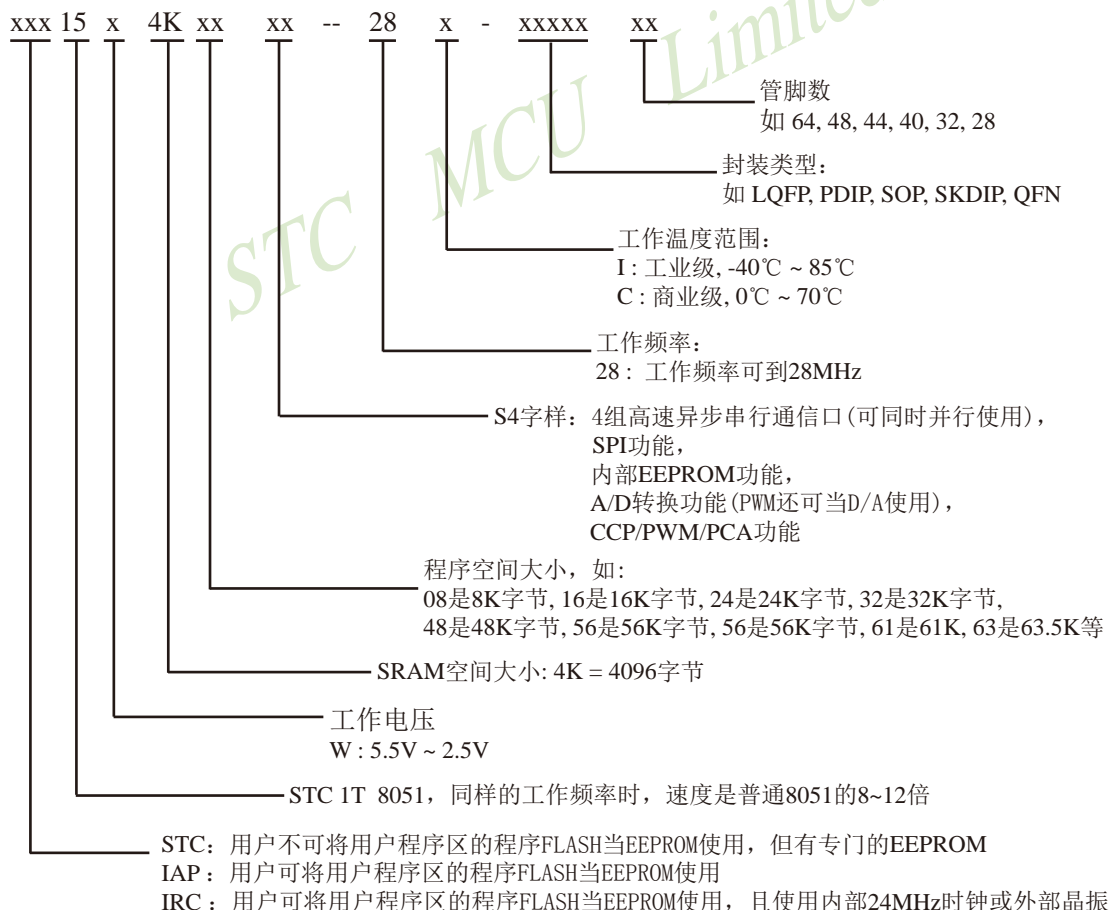 xxx 15 x 4K xx xx -- 28 x - xxxxx xx
管脚数
如 64, 48, 44, 40, 32, 28
封装类型：
如 LQFP, PDIP, SOP, SKDIP, QFN
工作温度范围：
I : 工业级, -40℃ ~ 85℃
C : 商业级, 0℃ ~ 70℃
工作频率：
28 : 工作频率可到28MHz
S4字样：4组高速异步串行通信口(可同时并行使用)，
SPI功能，
内部EEPROM功能，
A/D转换功能(PWM还可当D/A使用)，
CCP/PWM/PCA功能
程序空间大小，如:
08是8K字节, 16是16K字节, 24是24K字节, 32是32K字节,
48是48K字节, 56是56K字节, 56是56K字节, 61是61K, 63是63.5K等
SRAM空间大小: 4K = 4096字节
工作电压
W : 5.5V ~ 2.5V
STC 1T 8051，同样的工作频率时，速度是普通8051的8~12倍
STC：用户不可将用户程序区的程序FLASH当EEPROM使用，但有专门的EEPROM
IAP：用户可将用户程序区的程序FLASH当EEPROM使用
IRC：用户可将用户程序区的程序FLASH当EEPROM使用，且使用内部24MHz时钟或外部晶振
STC MCU Limited